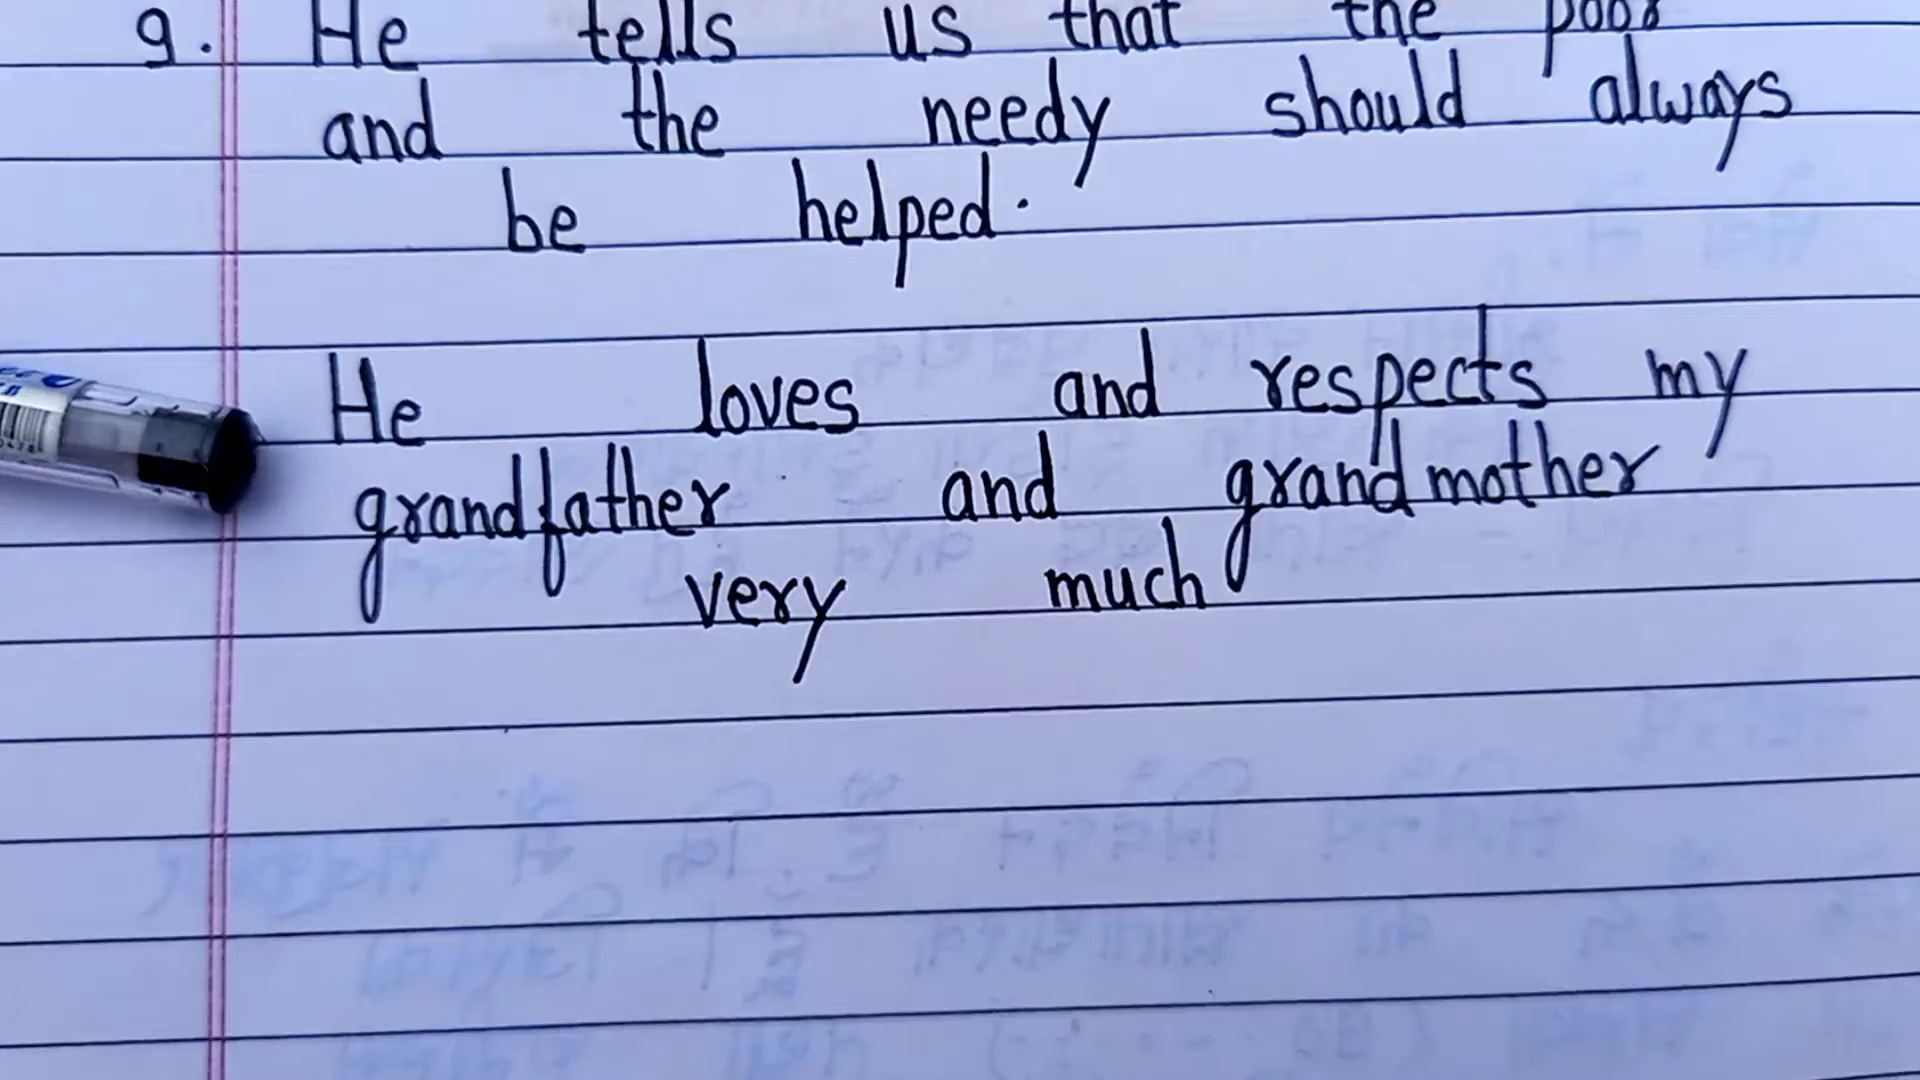 9. He tells us that the poor
and the needy should always
be helped.
He loves and respects my
grandfather and grandmother
very much